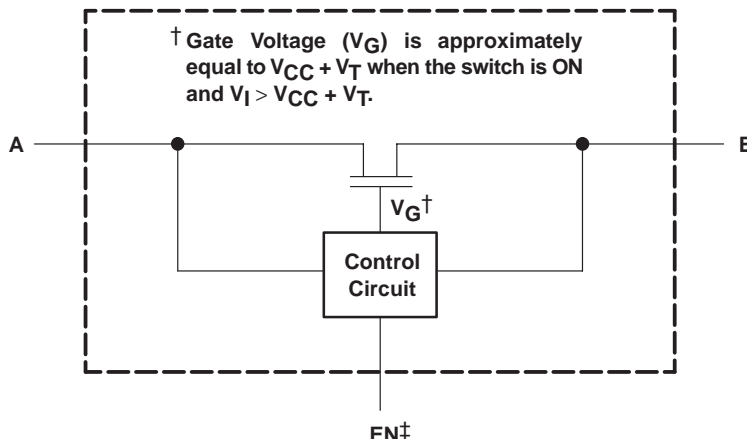 † Gate Voltage (VG) is approximately
equal to VCC + VT when the switch is ON
and VI > VCC + VT.
A
B
VG†
Control
Circuit
EN‡